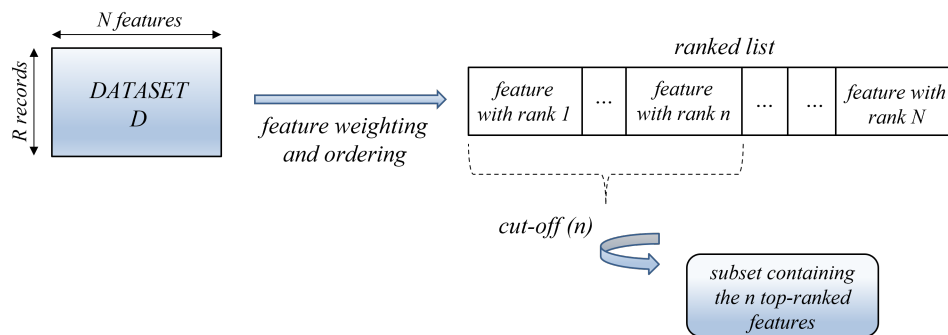 N features
R records
DATASET
D
feature weighting
and ordering
ranked list
feature
with rank 1
...
feature
with rank n
...
...
feature with
rank N
cut-off (n)
subset containing
the n top-ranked
features